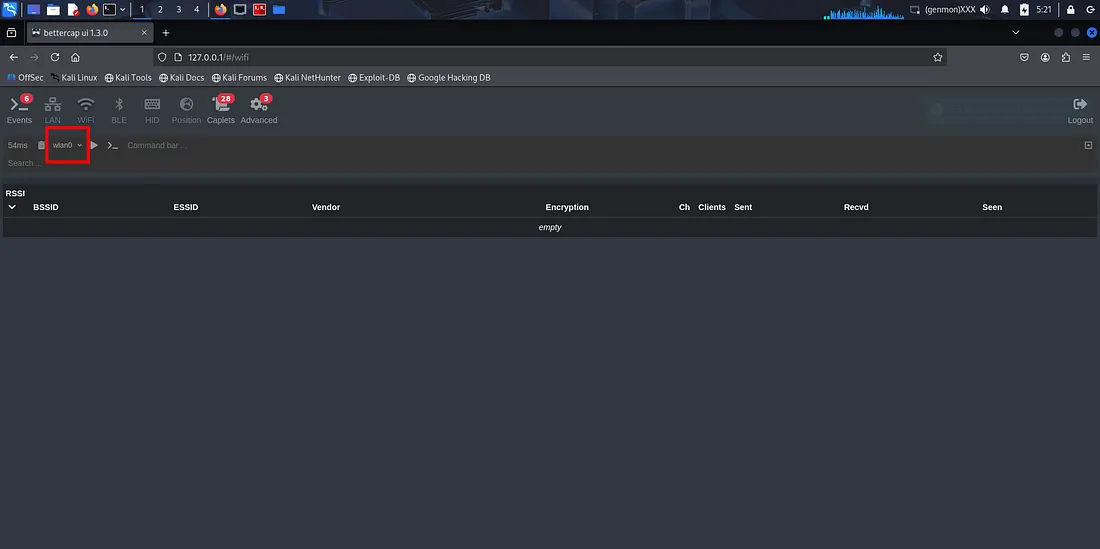 1 2 3 4 (genmon)XXX 5:21
bettercap ui 1.3.0
127.0.0.1/#/wifi
OffSec Kali Linux Kali Tools Kali Docs Kali Forums Kali NetHunter Exploit-DB Google Hacking DB
6 28 3
Events LAN WiFi BLE HID Position Caplets Advanced Logout
54ms wlan0 Command bar ...
Search ...
RSSI
BSSID ESSID Vendor Encryption Ch Clients Sent Recvd Seen
empty